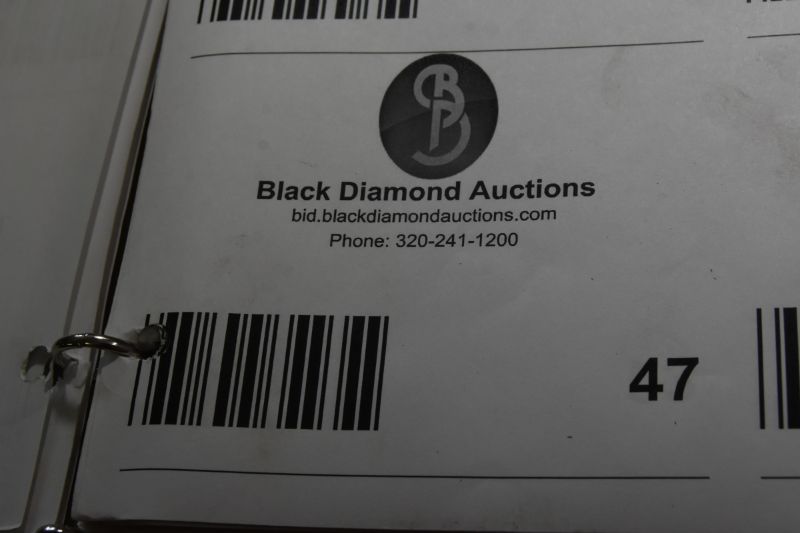 Black Diamond Auctions
bid.blackdiamondauctions.com
Phone: 320-241-1200
47